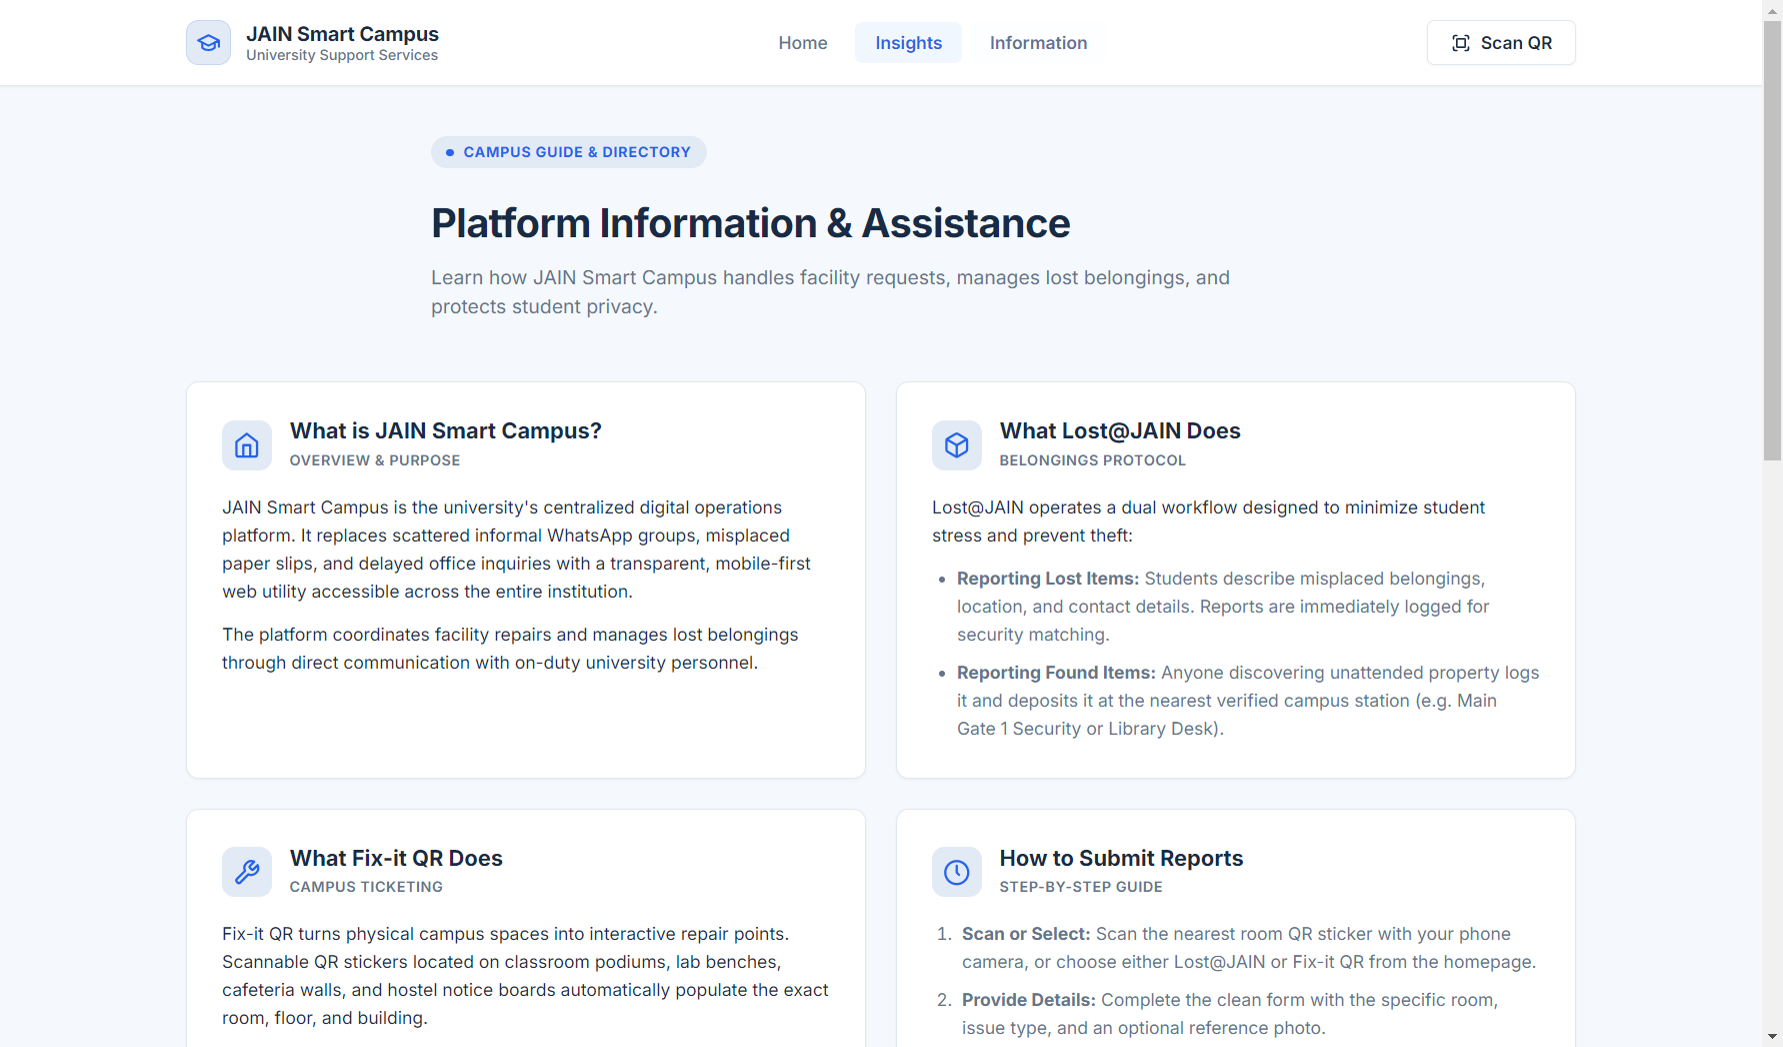 JAIN Smart Campus
University Support Services
Home
Insights
Information
Scan QR
CAMPUS GUIDE & DIRECTORY
Platform Information & Assistance
Learn how JAIN Smart Campus handles facility requests, manages lost belongings, and
protects student privacy.
What is JAIN Smart Campus?
OVERVIEW & PURPOSE
JAIN Smart Campus is the university's centralized digital operations
platform. It replaces scattered informal WhatsApp groups, misplaced
paper slips, and delayed office inquiries with a transparent, mobile-first
web utility accessible across the entire institution.
The platform coordinates facility repairs and manages lost belongings
through direct communication with on-duty university personnel.
What Lost@JAIN Does
BELONGINGS PROTOCOL
Lost@JAIN operates a dual workflow designed to minimize student
stress and prevent theft:
• Reporting Lost Items: Students describe misplaced belongings,
location, and contact details. Reports are immediately logged for
security matching.
• Reporting Found Items: Anyone discovering unattended property logs
it and deposits it at the nearest verified campus station (e.g. Main
Gate 1 Security or Library Desk).
What Fix-it QR Does
CAMPUS TICKETING
Fix-it QR turns physical campus spaces into interactive repair points.
Scannable QR stickers located on classroom podiums, lab benches,
cafeteria walls, and hostel notice boards automatically populate the exact
room, floor, and building.
How to Submit Reports
STEP-BY-STEP GUIDE
1. Scan or Select: Scan the nearest room QR sticker with your phone
camera, or choose either Lost@JAIN or Fix-it QR from the homepage.
2. Provide Details: Complete the clean form with the specific room,
issue type, and an optional reference photo.